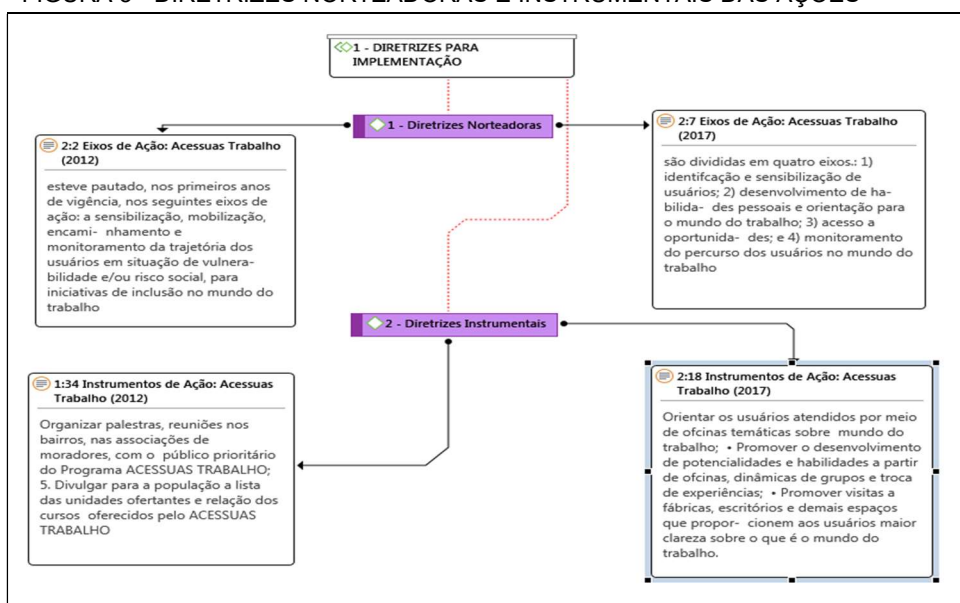 FIGURA 6 - DIRETRIZES NORTEADORAS E INSTRUMENTAIS DAS AÇÕES
1 - DIRETRIZES PARA
IMPLEMENTAÇÃO
1 - Diretrizes Norteadoras
2:2 Eixos de Ação: Acessuas Trabalho
(2012)
esteve pautado, nos primeiros anos
de vigência, nos seguintes eixos de
ação: a sensibilização, mobilização,
encami- nhamento e
monitoramento da trajetória dos
usuários em situação de vulnera-
bilidade e/ou risco social, para
iniciativas de inclusão no mundo do
trabalho
2:7 Eixos de Ação: Acessuas Trabalho
(2017)
são divididas em quatro eixos.: 1)
identifcação e sensibilização de
usuários; 2) desenvolvimento de ha-
bilida- des pessoais e orientação para
o mundo do trabalho; 3) acesso a
oportunida- des; e 4) monitoramento
do percurso dos usuários no mundo do
trabalho
2 - Diretrizes Instrumentais
1:34 Instrumentos de Ação: Acessuas
Trabalho (2012)
Organizar palestras, reuniões nos
bairros, nas associações de
moradores, com o público prioritário
do Programa ACESSUAS TRABALHO;
5. Divulgar para a população a lista
das unidades ofertantes e relação dos
cursos oferecidos pelo ACESSUAS
TRABALHO
2:18 Instrumentos de Ação: Acessuas
Trabalho (2017)
Orientar os usuários atendidos por meio
de ofcinas temáticas sobre mundo do
trabalho; • Promover o desenvolvimento
de potencialidades e habilidades a partir
de ofcinas, dinâmicas de grupos e troca
de experiências; • Promover visitas a
fábricas, escritórios e demais espaços
que propor- cionem aos usuários maior
clareza sobre o que é o mundo do
trabalho.